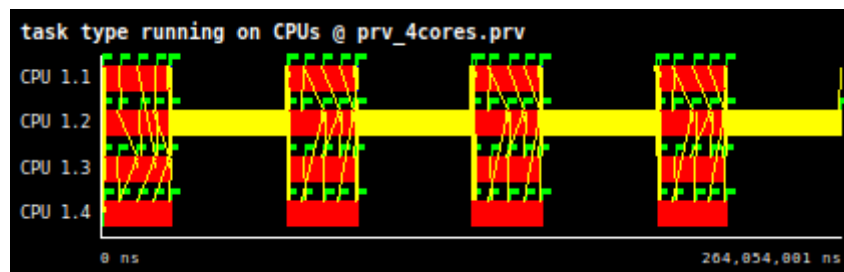 task type running on CPUs @ prv_4cores.prv
CPU 1.1
CPU 1.2
CPU 1.3
CPU 1.4
0 ns
264,054,001 ns